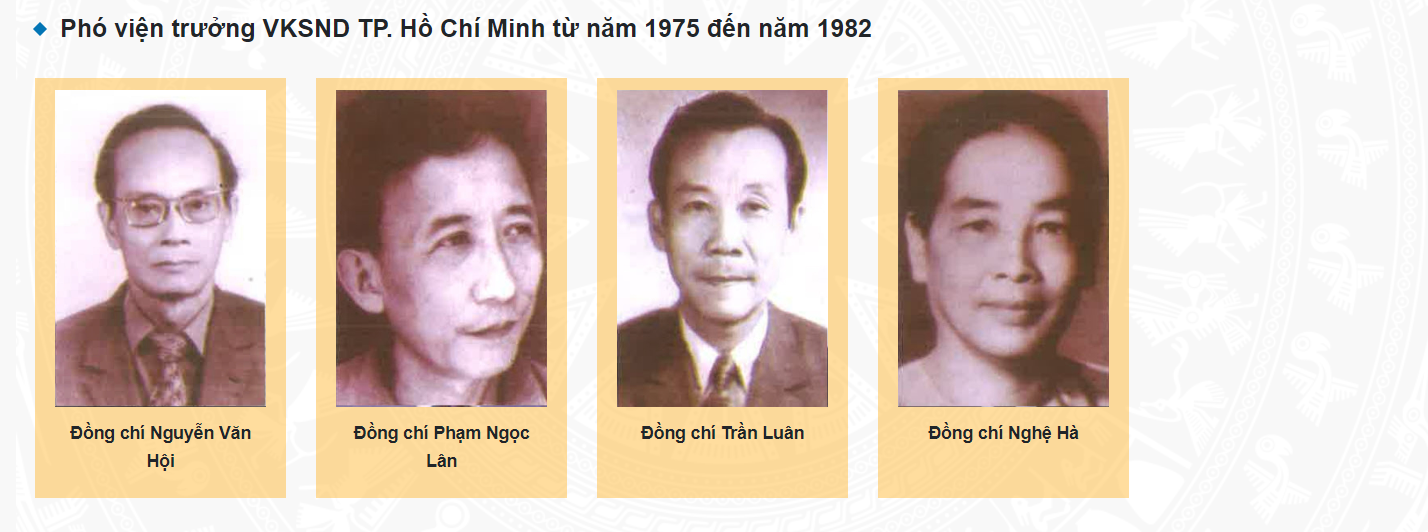 Phó viện trưởng VKSND TP. Hồ Chí Minh từ năm 1975 đến năm 1982
Đồng chí Nguyễn Văn
Hội
Đồng chí Phạm Ngọc
Lân
Đồng chí Trần Luân
Đồng chí Nghệ Hà